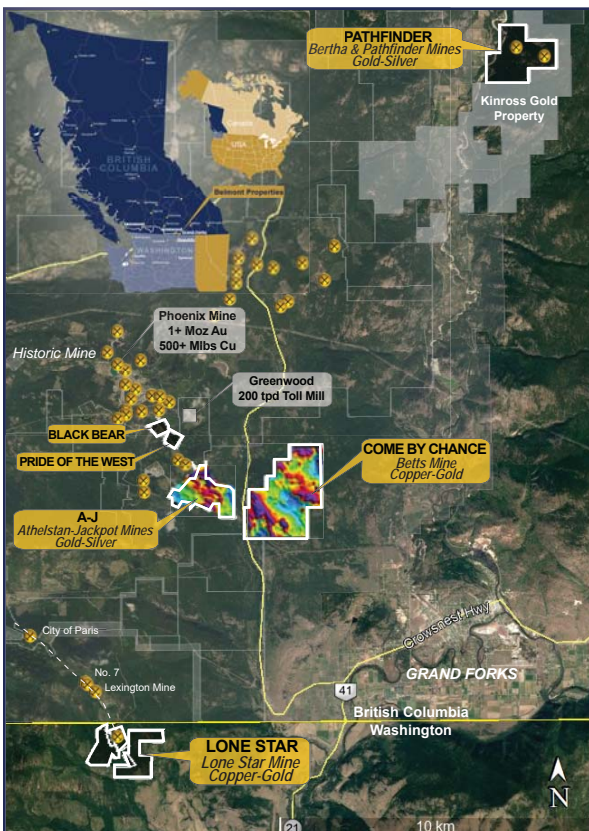 PATHFINDER
Bertha & Pathfinder Mines
Gold-Silver
Kinross Gold
Property
Canada
USA
BRITISH
COLUMBIA
Belmont Properties
WASHINGTON
Phoenix Mine
1+ Moz Au
500+ Mlbs Cu
Historic Mine
Greenwood
200 tpd Toll Mill
BLACK BEAR
PRIDE OF THE WEST
COME BY CHANCE
Betts Mine
Copper-Gold
A-J
Athelstan-Jackpot Mines
Gold-Silver
City of Paris
No. 7
Lexington Mine
Crowsnest Hwy
GRAND FORKS
41
British Columbia
Washington
LONE STAR
Lone Star Mine
Copper-Gold
N
21
10 km